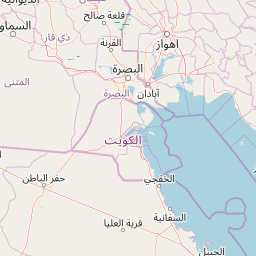 الديوانية
قلعة صالح
السماوة
ذي قار
القرنة
اهواز
المثنى
البصرة
البصرة
آبادان
الكويت
حفر الباطن
الخفجي
السفانية
قرية العليا
الجبيل